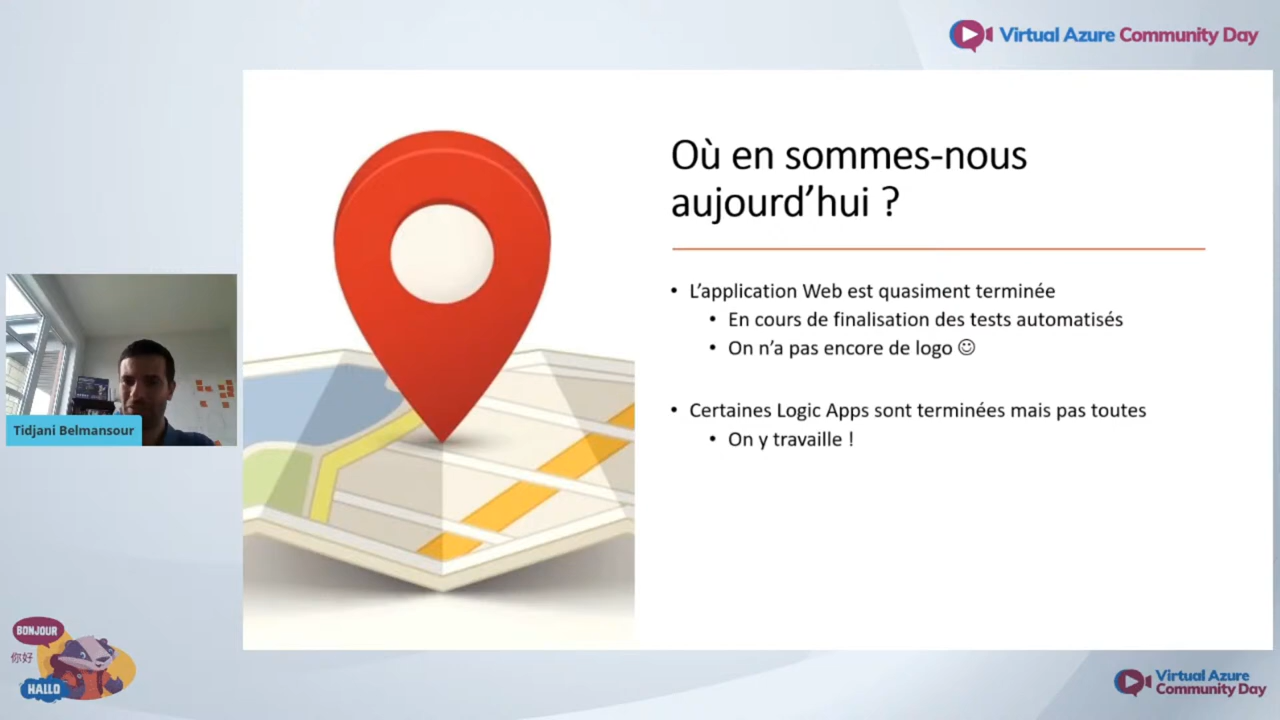 Virtual Azure Community Day
Où en sommes-nous
aujourd’hui ?
• L’application Web est quasiment terminée
• En cours de finalisation des tests automatisés
• On n’a pas encore de logo ☺
• Certaines Logic Apps sont terminées mais pas toutes
• On y travaille !
Tidjani Belmansour
BONJOUR
你好
HALLO
Virtual Azure
Community Day